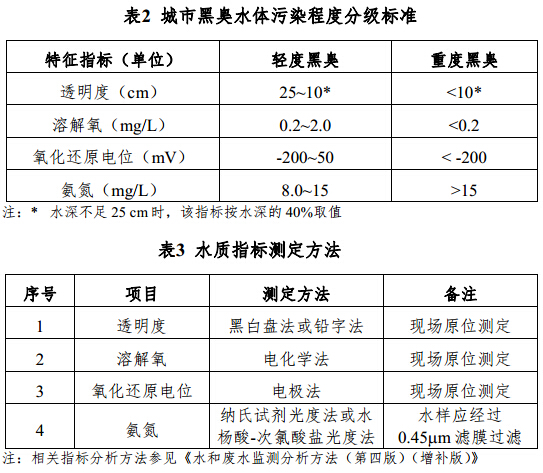 表2 城市黑臭水体污染程度分级标准
特征指标（单位） 轻度黑臭 重度黑臭
透明度（cm） 25~10* <10*
溶解氧（mg/L） 0.2~2.0 <0.2
氧化还原电位（mV） -200~50 < -200
氨氮（mg/L） 8.0~15 >15
注：* 水深不足 25 cm 时，该指标按水深的 40%取值
表3 水质指标测定方法
序号 项目 测定方法 备注
1 透明度 黑白盘法或铅字法 现场原位测定
2 溶解氧 电化学法 现场原位测定
3 氧化还原电位 电极法 现场原位测定
4 氨氮 纳氏试剂光度法或水 水样应经过
杨酸-次氯酸盐光度法 0.45μm 滤膜过滤
注：相关指标分析方法参见《水和废水监测分析方法（第四版）（增补版）》